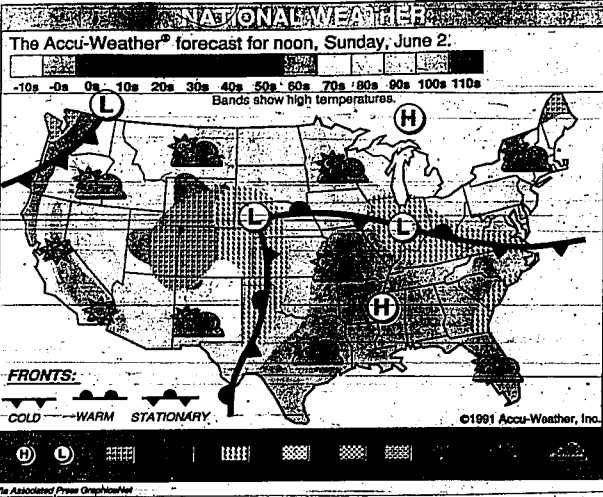 NATIONAL WEATHER
The Accu-Weather® forecast for noon, Sunday, June 2.
-10s -0s 0s 10s 20s 30s 40s 50s 60s 70s 80s 90s 100s 110s
Bands show high temperatures.
L
H
L
L
H
FRONTS:
COLD WARM STATIONARY
©1991 Accu-Weather, Inc.
H L
Via Associated Press GraphicsNet